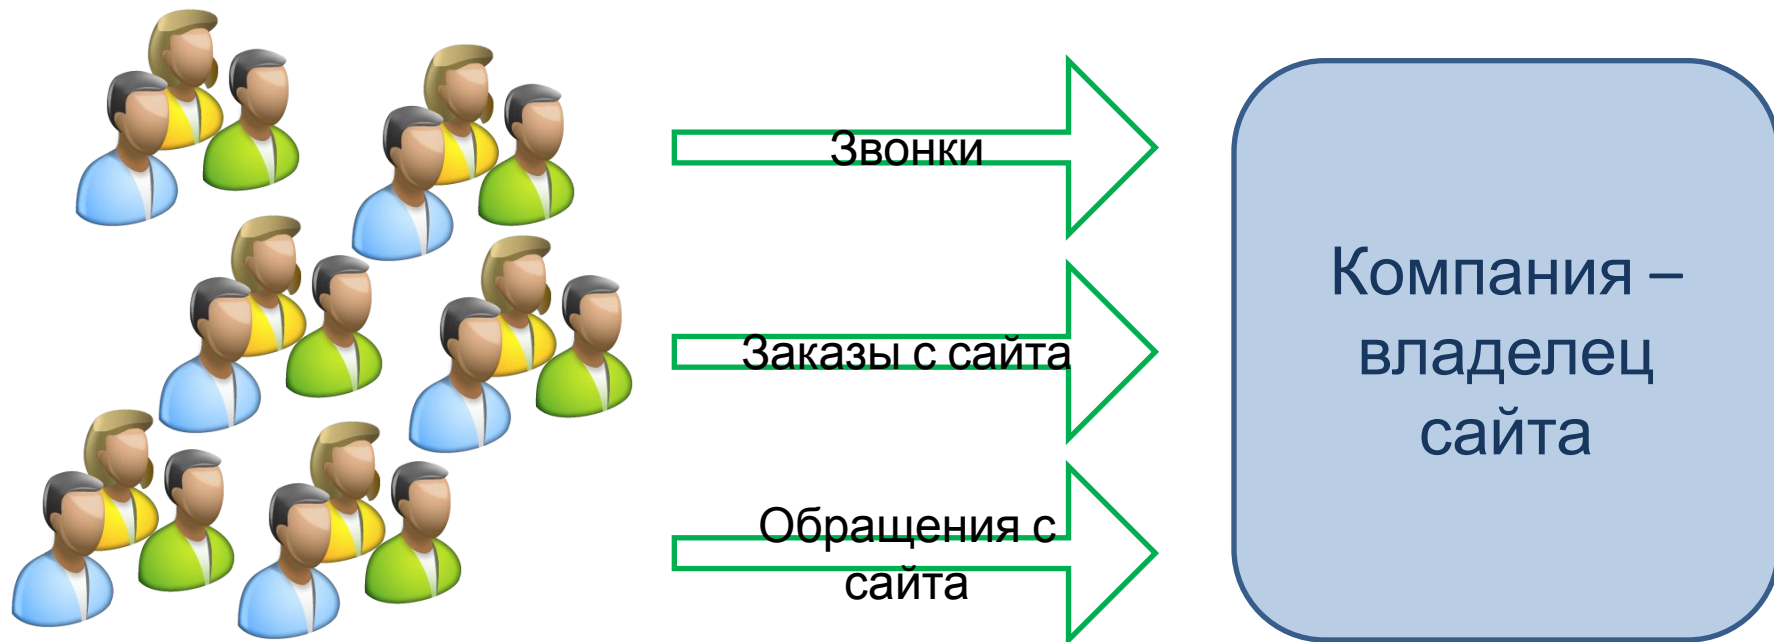 Звонки
Заказы с сайта
Обращения с
сайта
Компания –
владелец
сайта